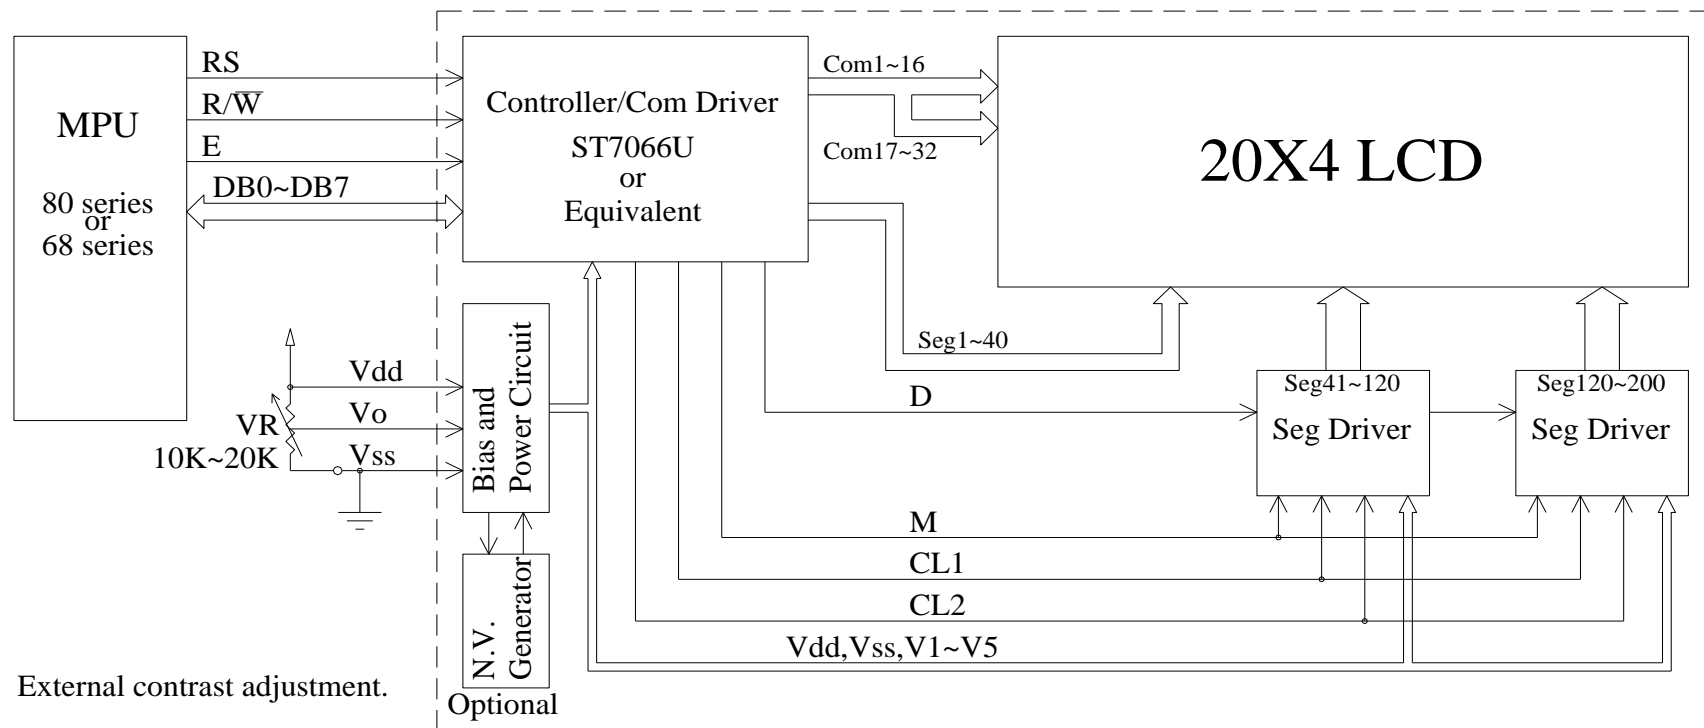 MPU
80 series
or
68 series
RS
R/W̅
E
DB0~DB7
Controller/Com Driver
ST7066U
or
Equivalent
Com1~16
Com17~32
20X4 LCD
Seg1~40
Vdd
Vo
VR
10K~20K
Vss
Bias and
Power Circuit
D
Seg41~120
Seg Driver
Seg120~200
Seg Driver
M
CL1
CL2
Vdd,Vss,V1~V5
N.V.
Generator
Optional
External contrast adjustment.